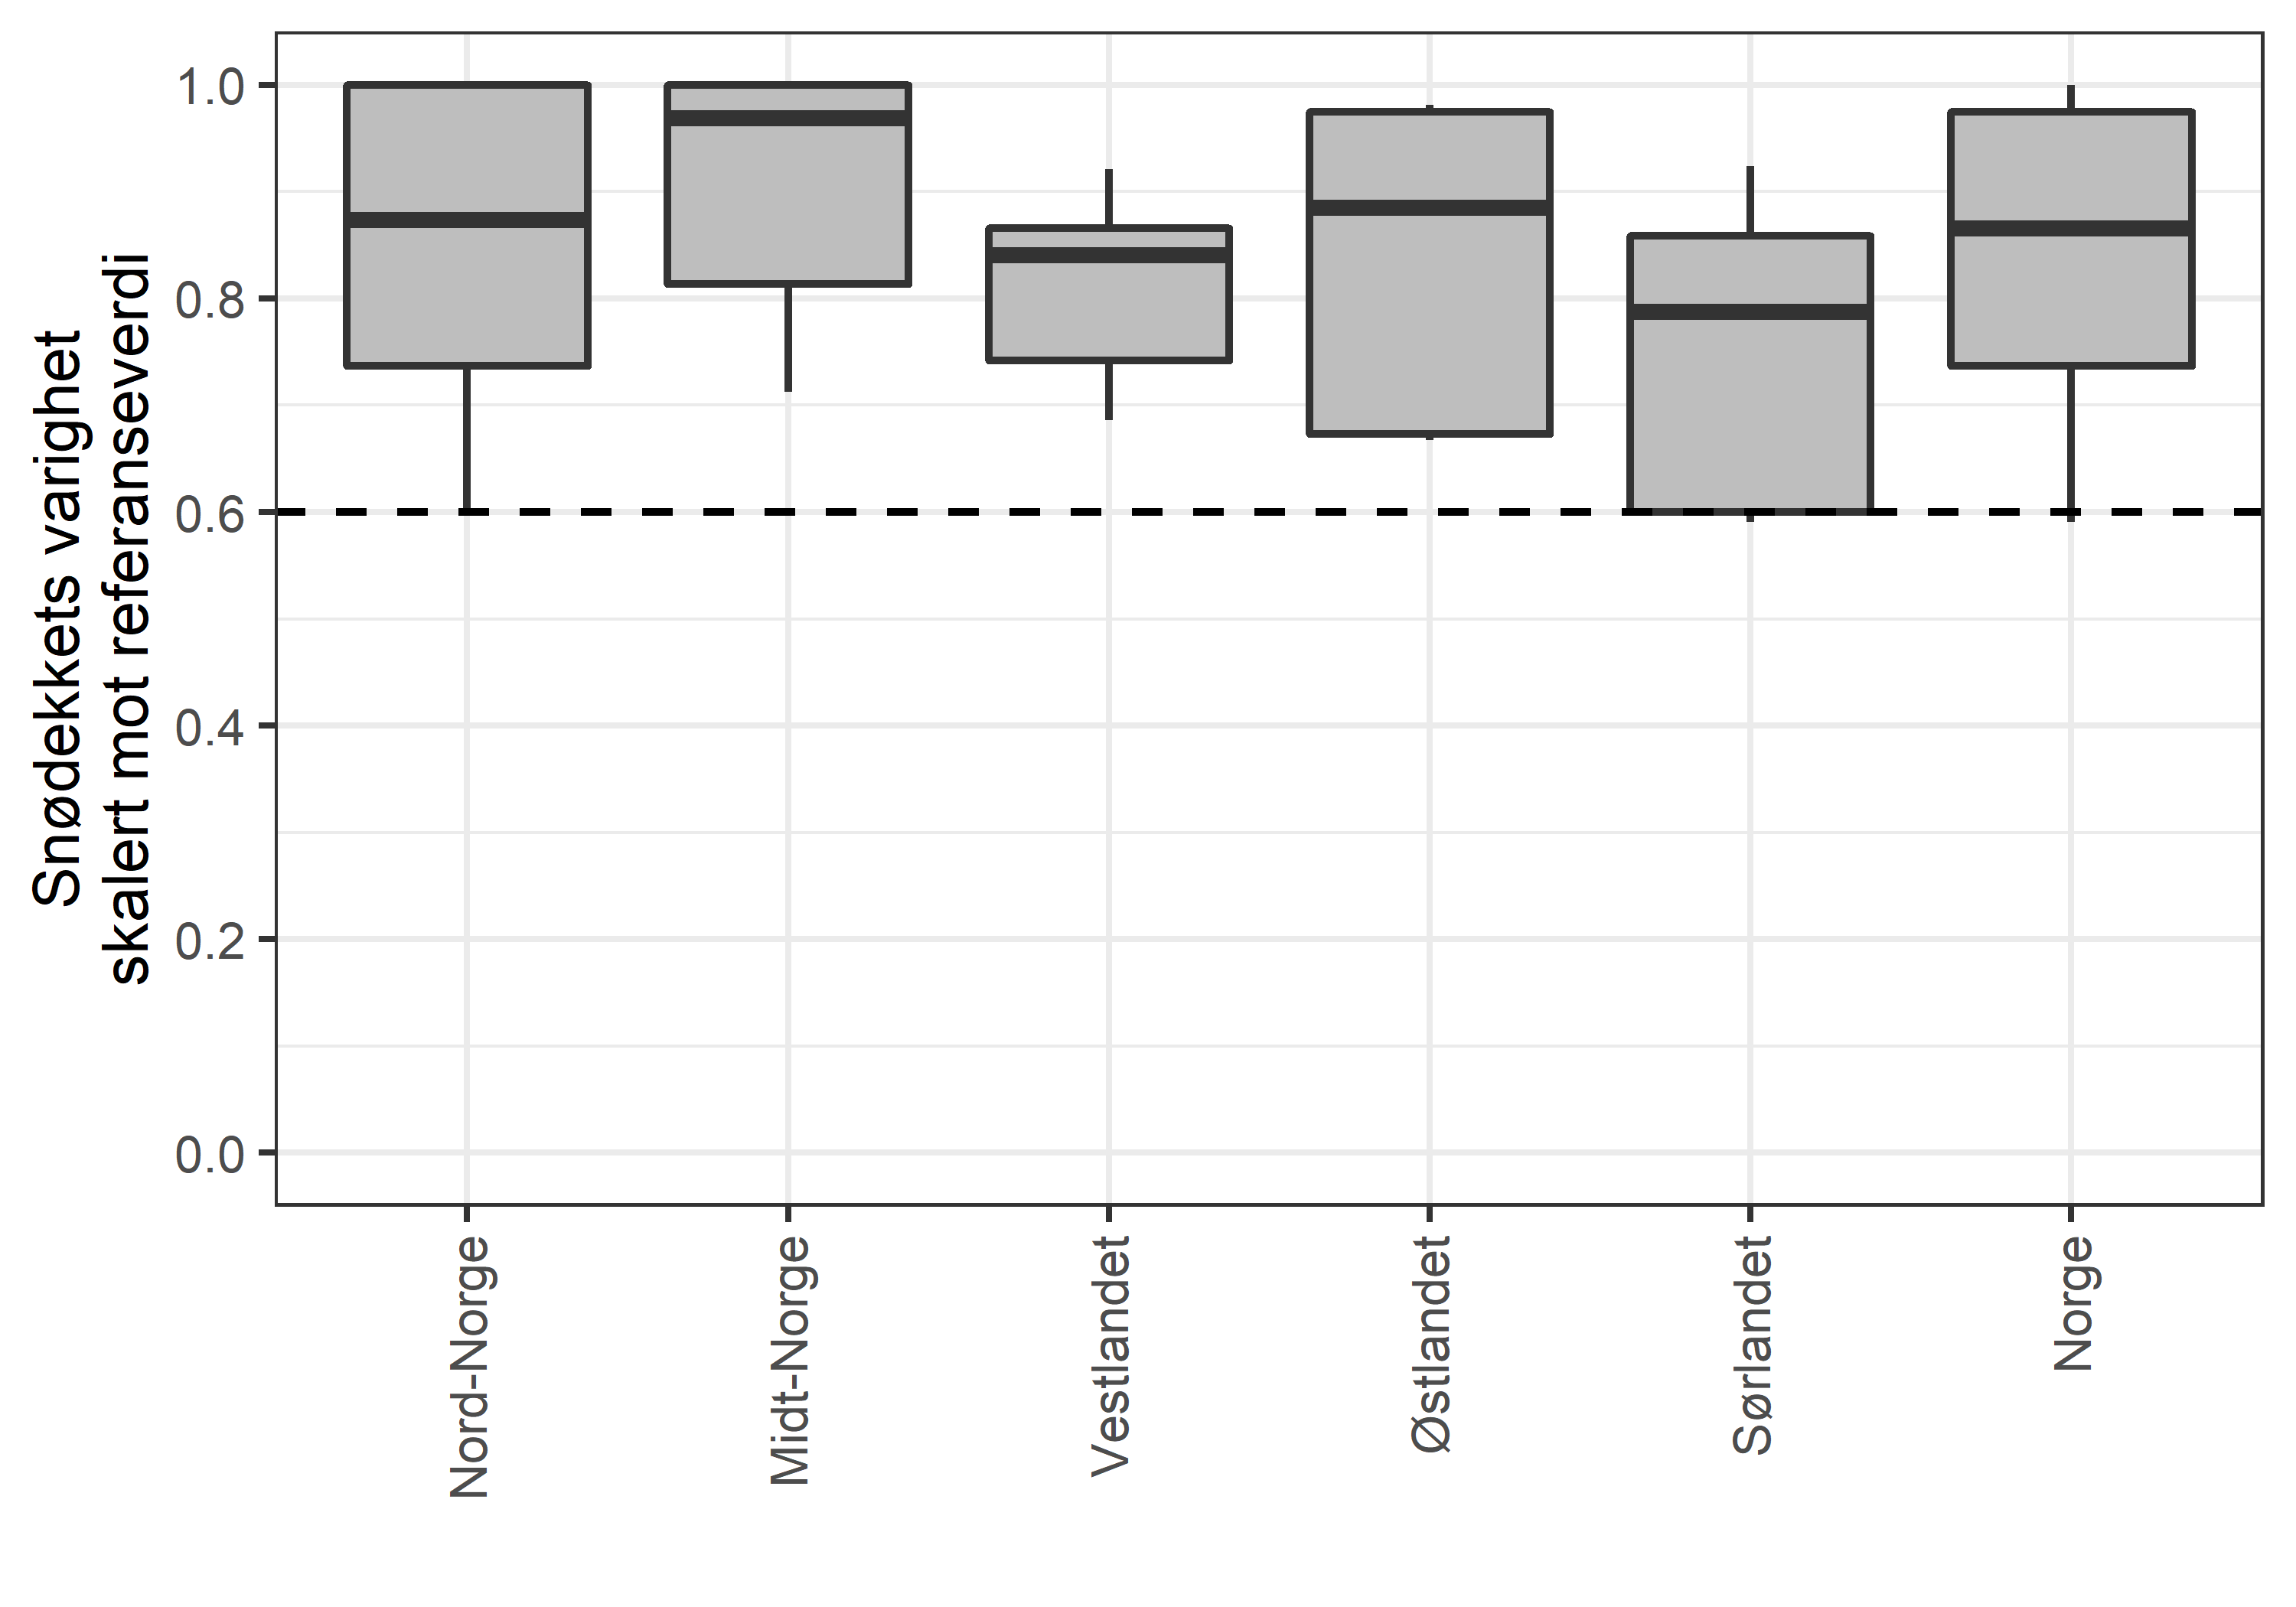 Snødekkets varighet
skalert mot referanseverdi
1.0
0.8
0.6
0.4
0.2
0.0
Nord-Norge
Midt-Norge
Vestlandet
Østlandet
Sørlandet
Norge